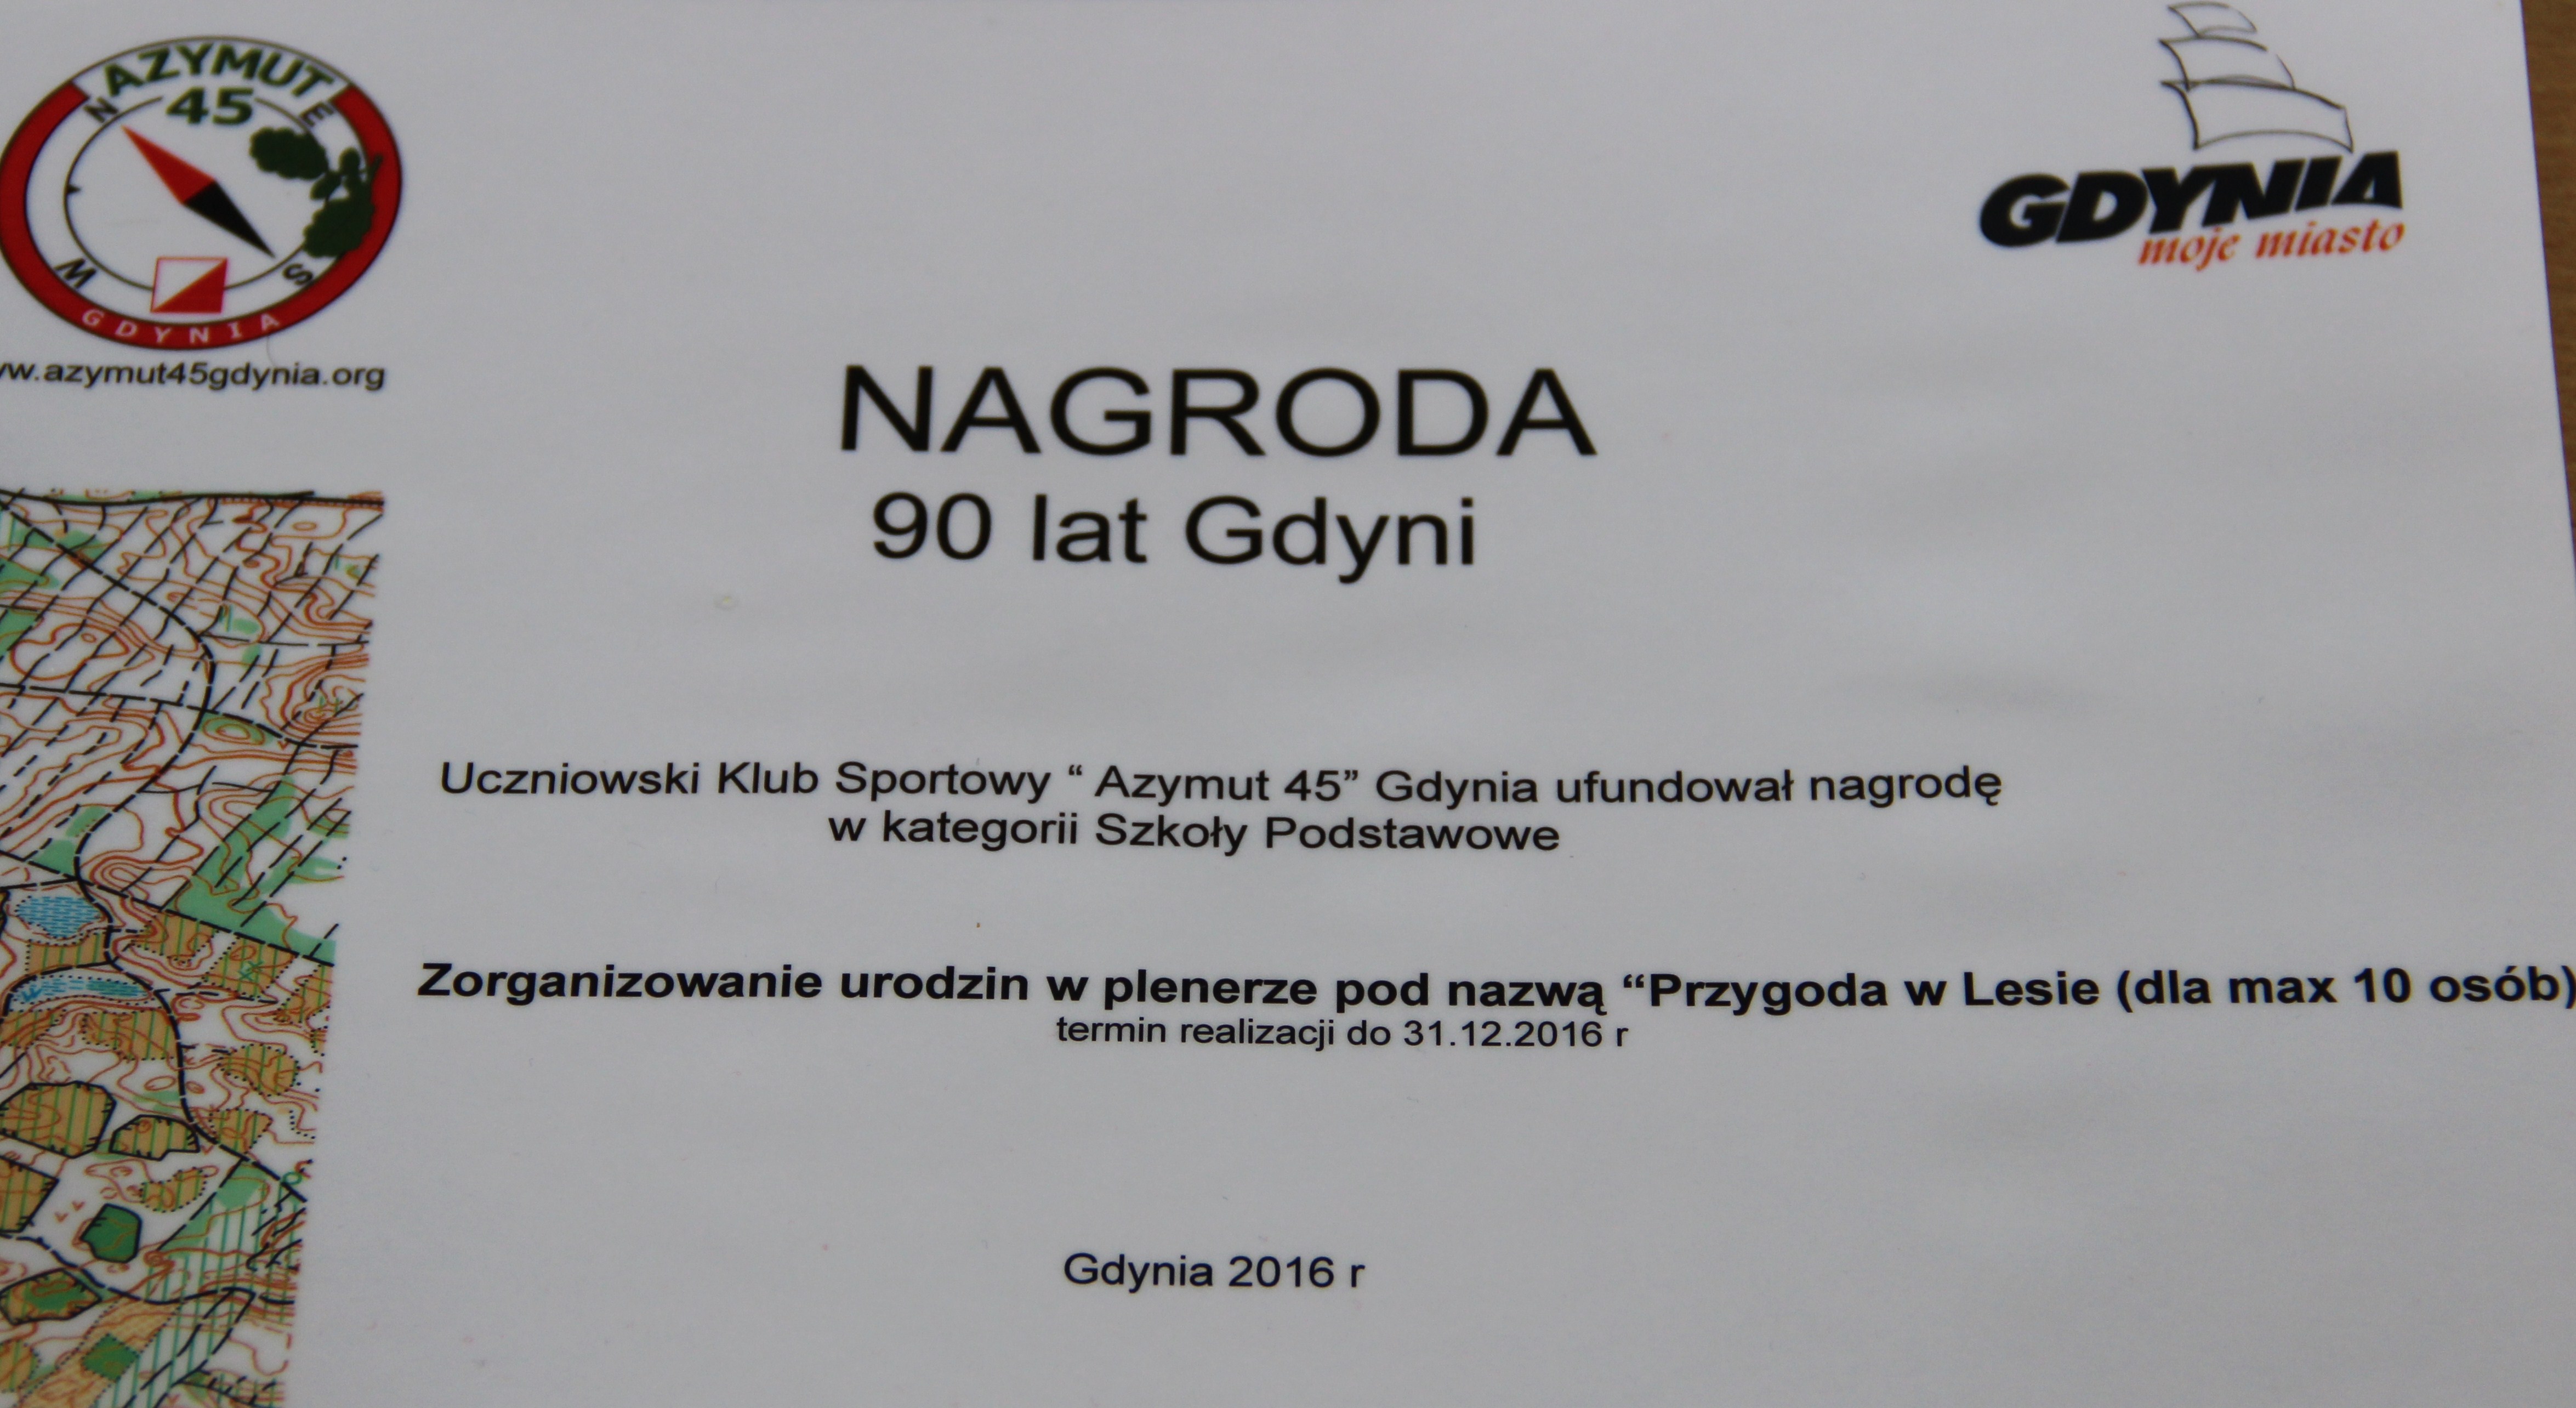 AZYMUT
45
N E
W S
GDYNIA
w.azymut45gdynia.org
GDYNIA
moje miasto
NAGRODA
90 lat Gdyni
Uczniowski Klub Sportowy “ Azymut 45” Gdynia ufundował nagrodę
w kategorii Szkoły Podstawowe
Zorganizowanie urodzin w plenerze pod nazwą “Przygoda w Lesie (dla max 10 osób)
termin realizacji do 31.12.2016 r
Gdynia 2016 r